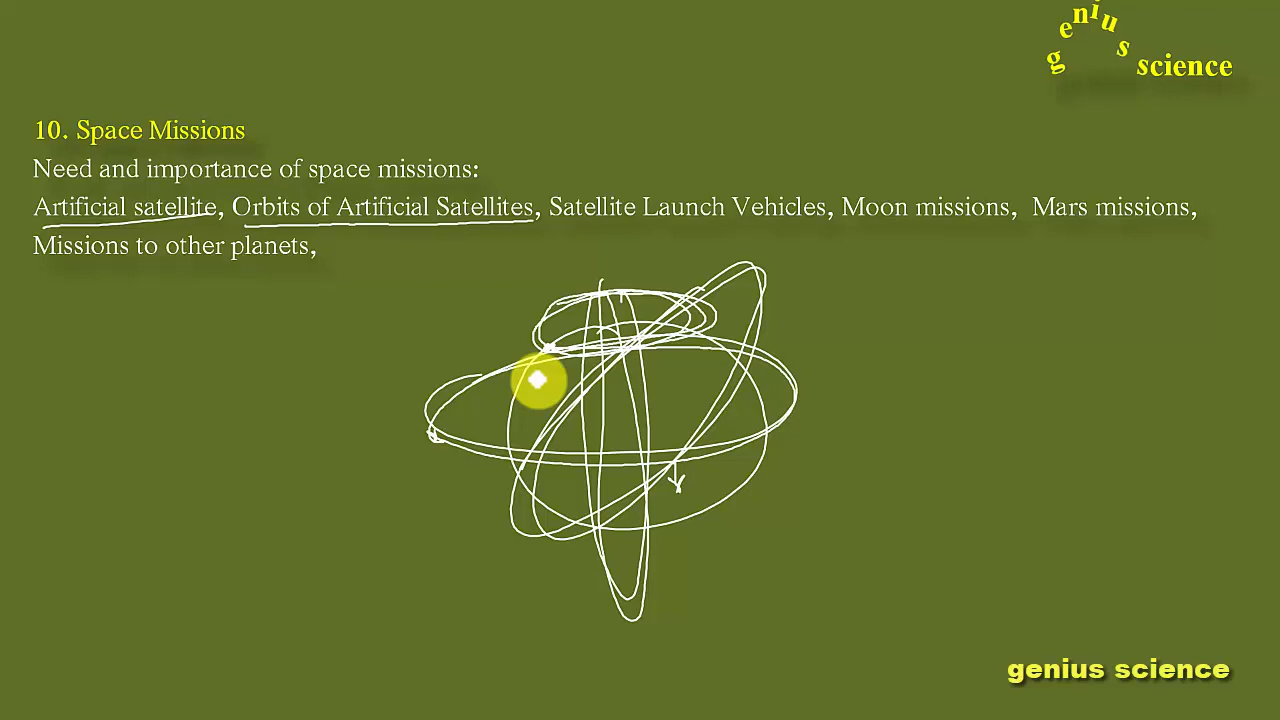 genius science
10. Space Missions
Need and importance of space missions:
Artificial satellite, Orbits of Artificial Satellites, Satellite Launch Vehicles, Moon missions, Mars missions,
Missions to other planets,
genius science